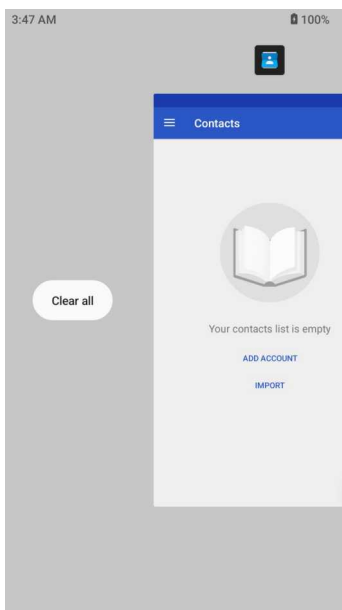 3:47 AM 100%
Contacts
Clear all
Your contacts list is empty
ADD ACCOUNT
IMPORT